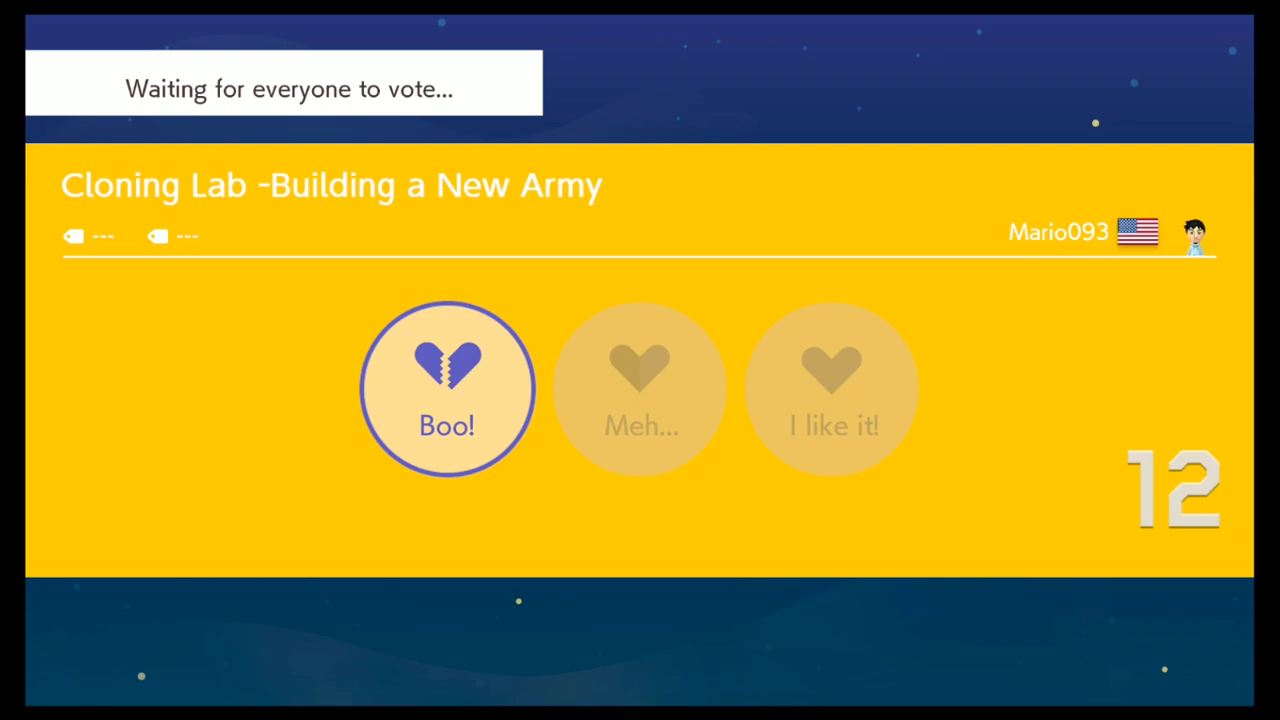 Waiting for everyone to vote...
Cloning Lab -Building a New Army
--- ---
Mario093
Boo!
Meh...
I like it!
12